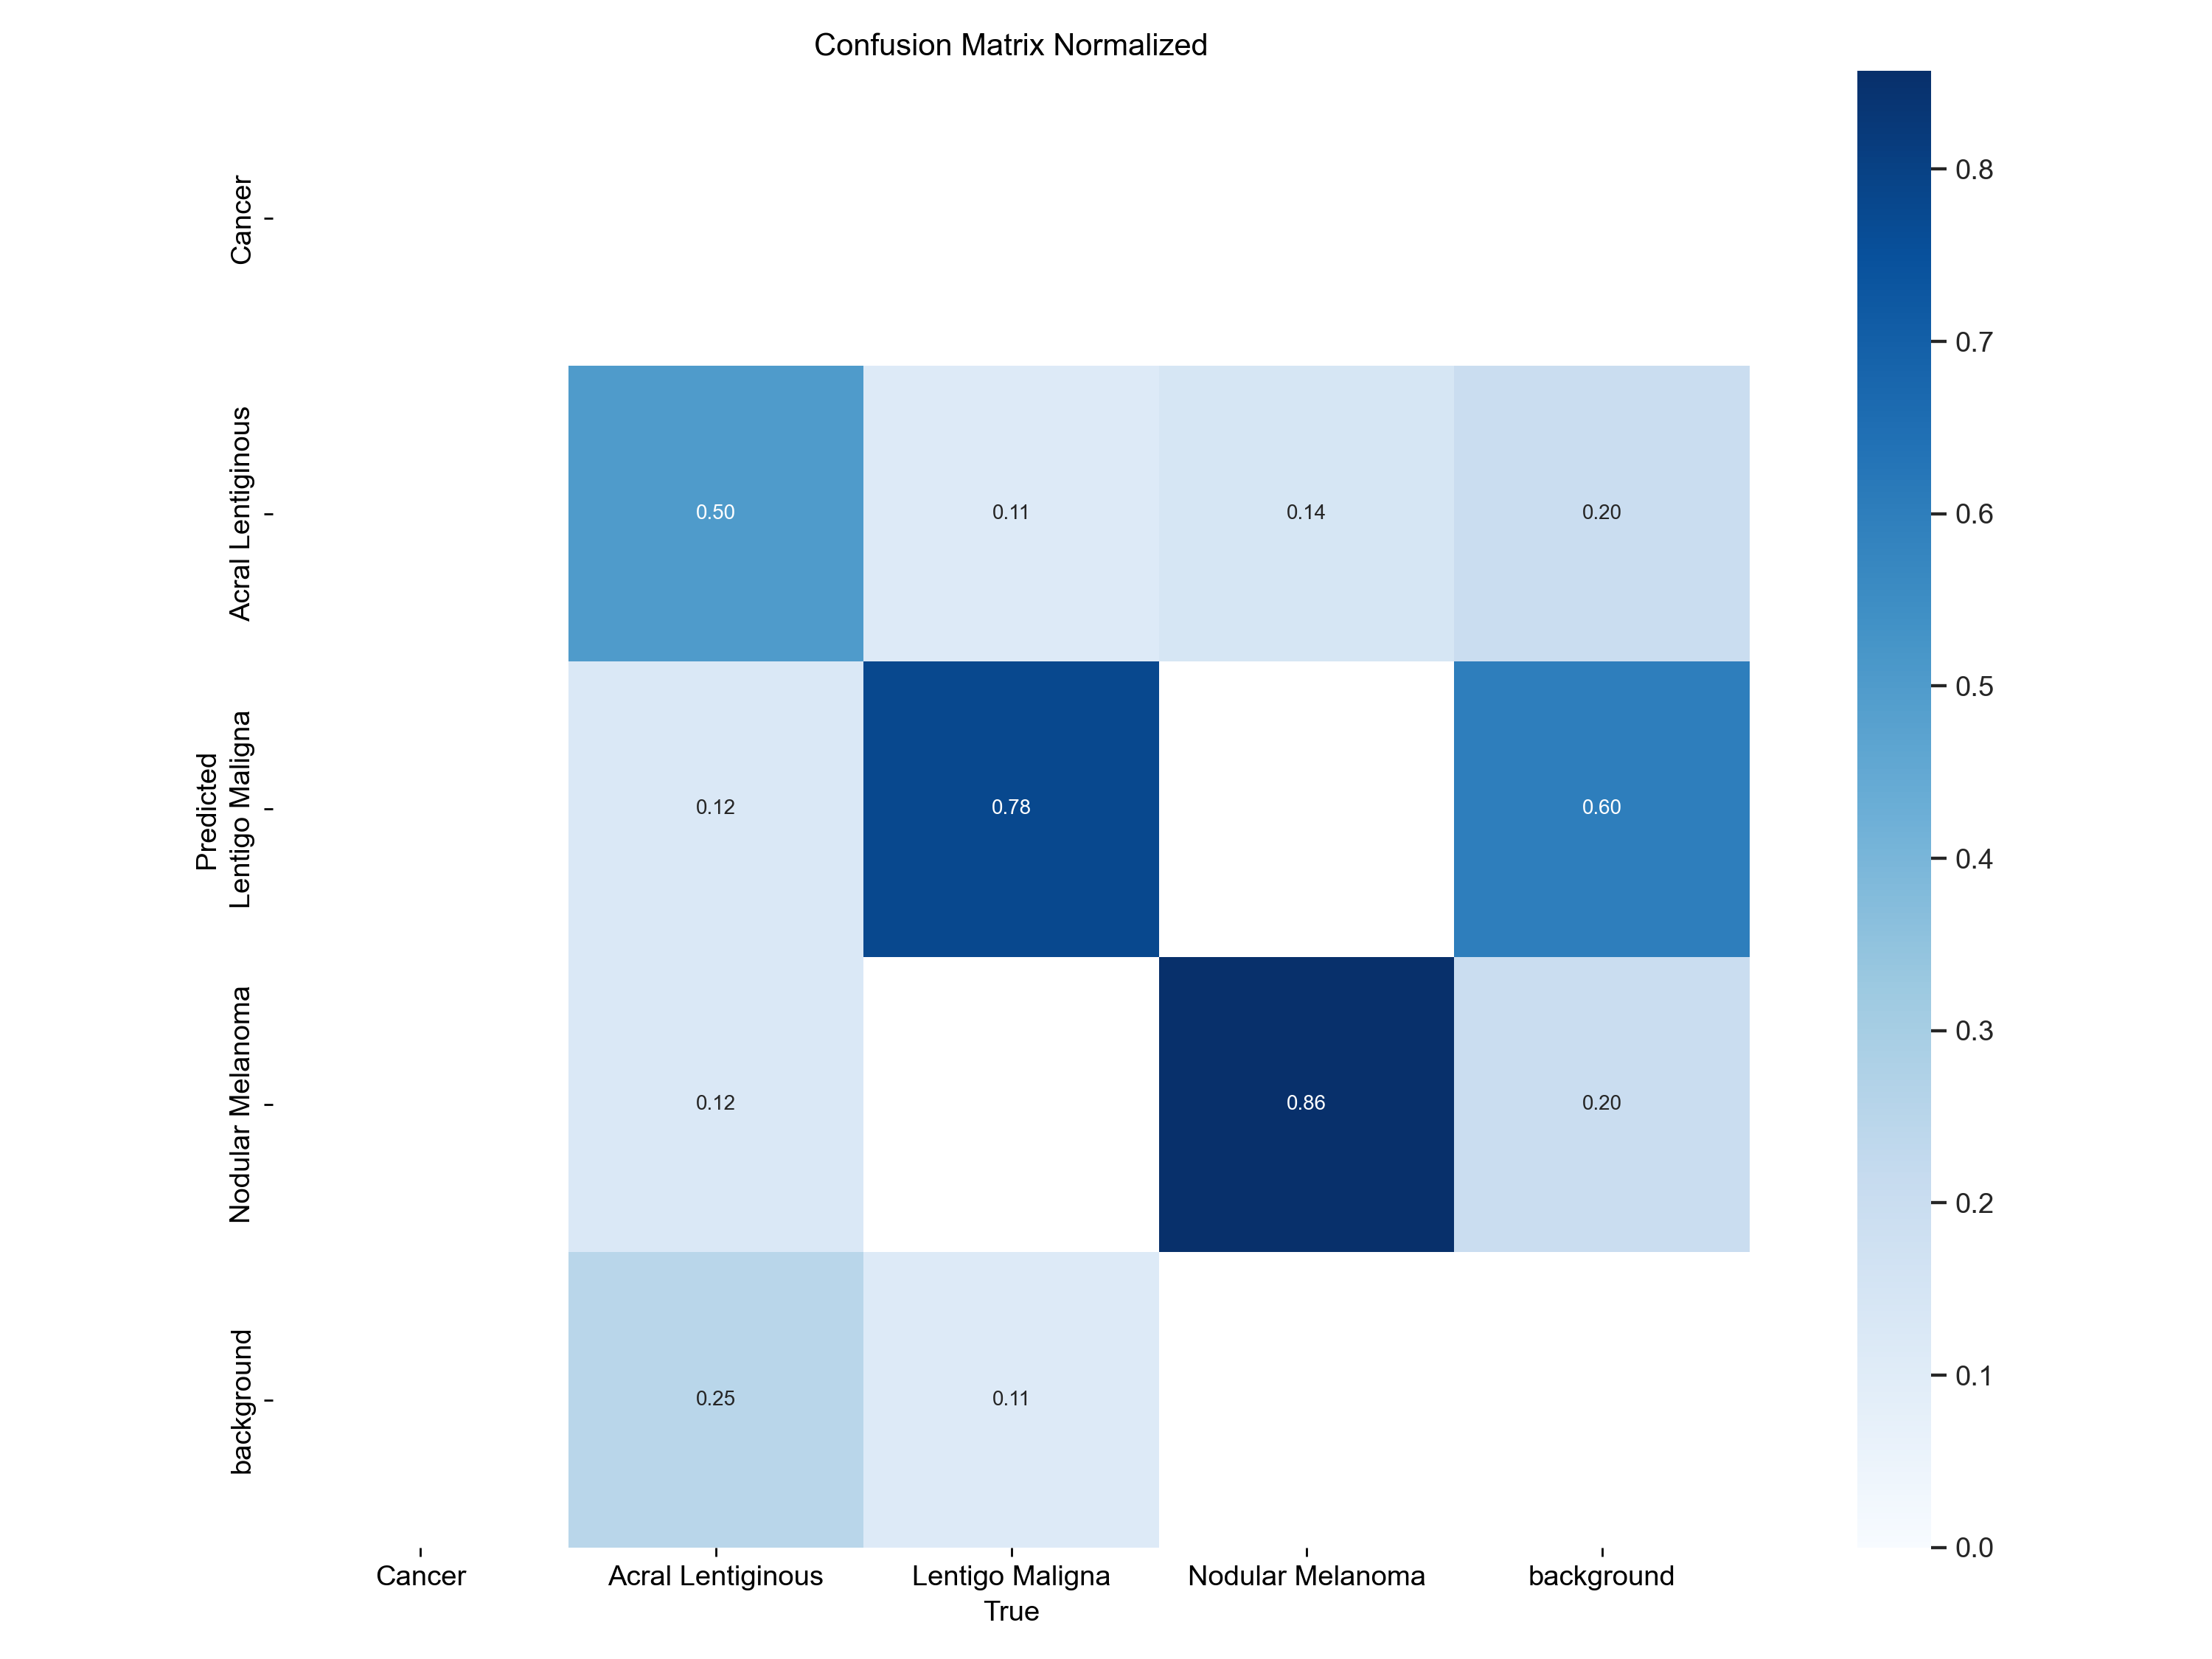 Confusion Matrix Normalized
Cancer
Acral Lentiginous
Lentigo Maligna
Nodular Melanoma
background
Predicted
0.50 0.11 0.14 0.20
0.12 0.78 0.60
0.12 0.86 0.20
0.25 0.11
Cancer Acral Lentiginous Lentigo Maligna Nodular Melanoma background
True
0.8
0.7
0.6
0.5
0.4
0.3
0.2
0.1
0.0